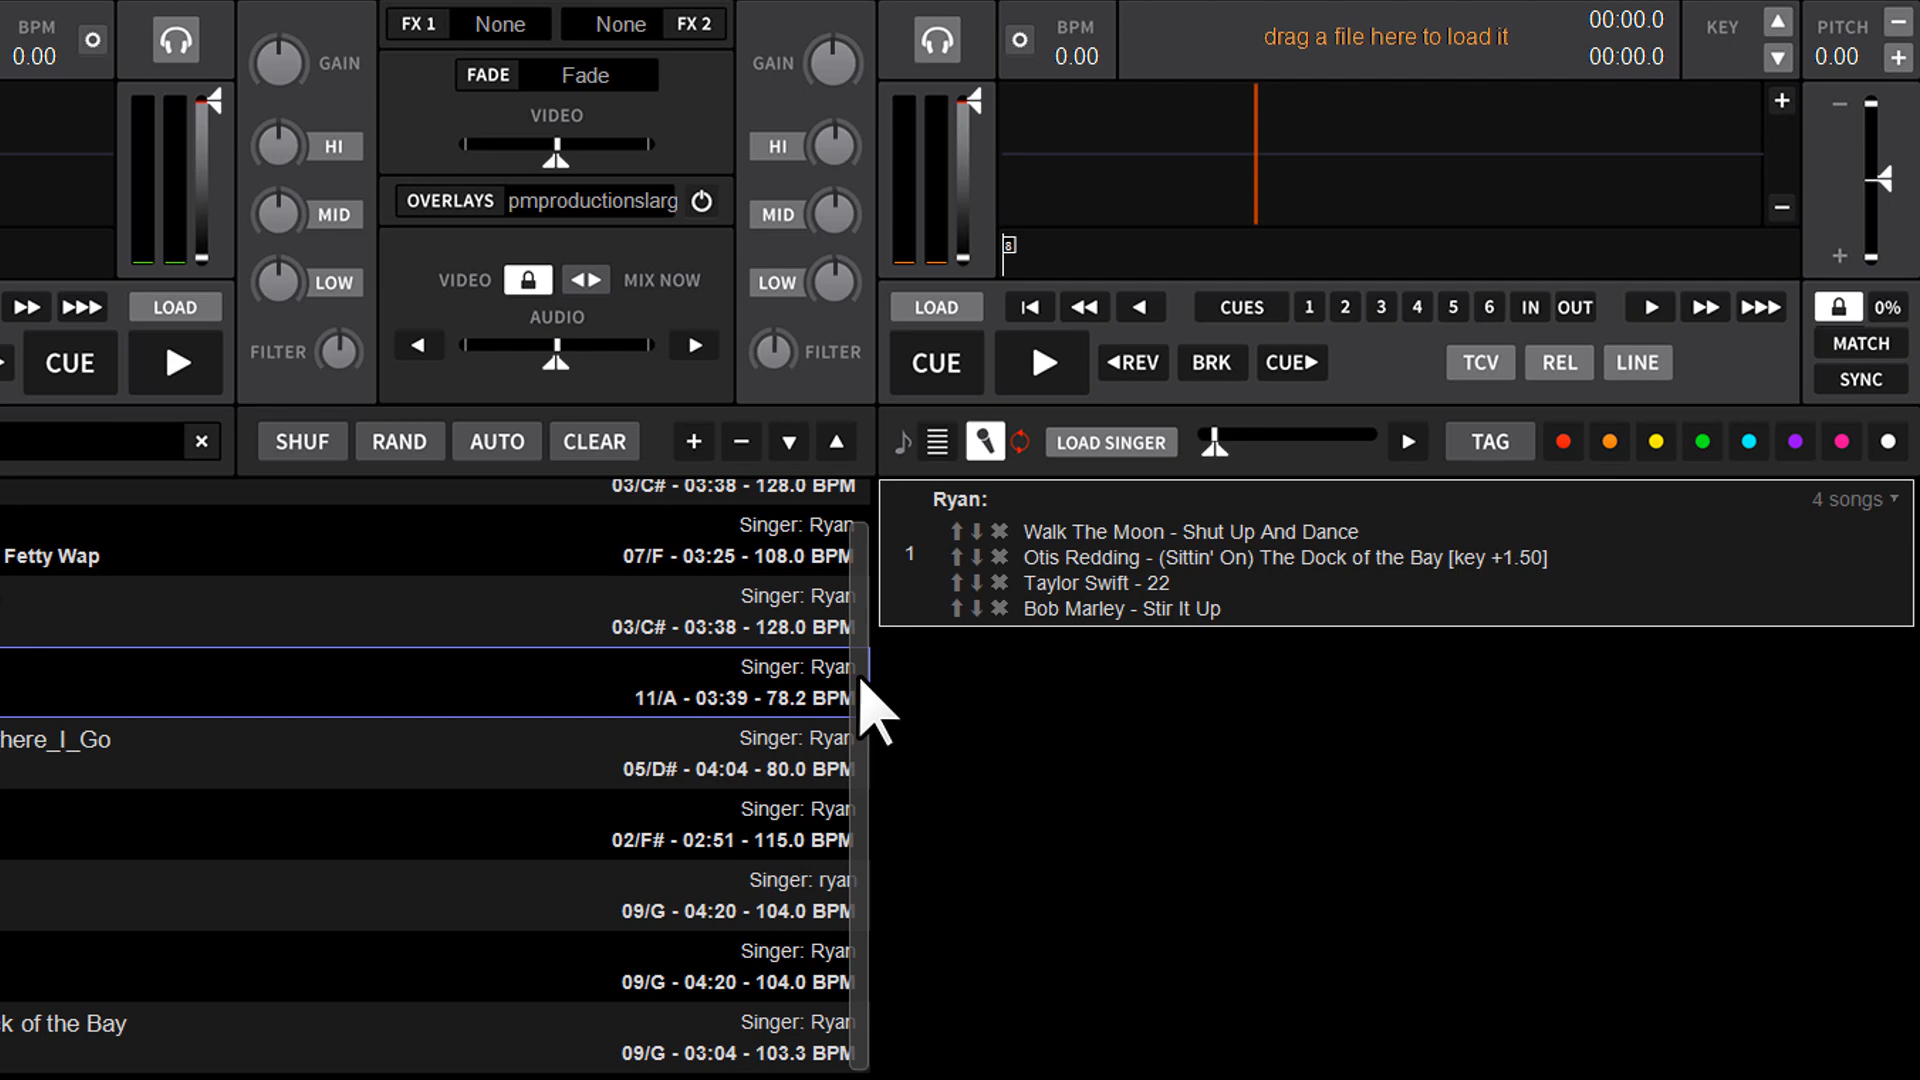 BPM
0.00
GAIN
HI
MID
LOW
FILTER
FX 1 None
None FX 2
FADE Fade
VIDEO
OVERLAYS pmproductionslarg
VIDEO MIX NOW
AUDIO
GAIN
HI
MID
LOW
FILTER
BPM
0.00
drag a file here to load it
00:00.0
00:00.0
KEY
PITCH
0.00
8
LOAD
CUE
LOAD
CUES 1 2 3 4 5 6 IN OUT
0%
CUE
REV BRK CUE
TCV REL LINE
MATCH
SYNC
SHUF RAND AUTO CLEAR
LOAD SINGER
TAG
03/C# - 03:38 - 128.0 BPM
Singer: Ryan
Fetty Wap 07/F - 03:25 - 108.0 BPM
Singer: Ryan
03/C# - 03:38 - 128.0 BPM
Singer: Ryan
11/A - 03:39 - 78.2 BPM
here_I_Go Singer: Ryan
05/D# - 04:04 - 80.0 BPM
Singer: Ryan
02/F# - 02:51 - 115.0 BPM
Singer: ryan
09/G - 04:20 - 104.0 BPM
Singer: Ryan
09/G - 04:20 - 104.0 BPM
k of the Bay Singer: Ryan
09/G - 03:04 - 103.3 BPM
Ryan: 4 songs
1
Walk The Moon - Shut Up And Dance
Otis Redding - (Sittin' On) The Dock of the Bay [key +1.50]
Taylor Swift - 22
Bob Marley - Stir It Up